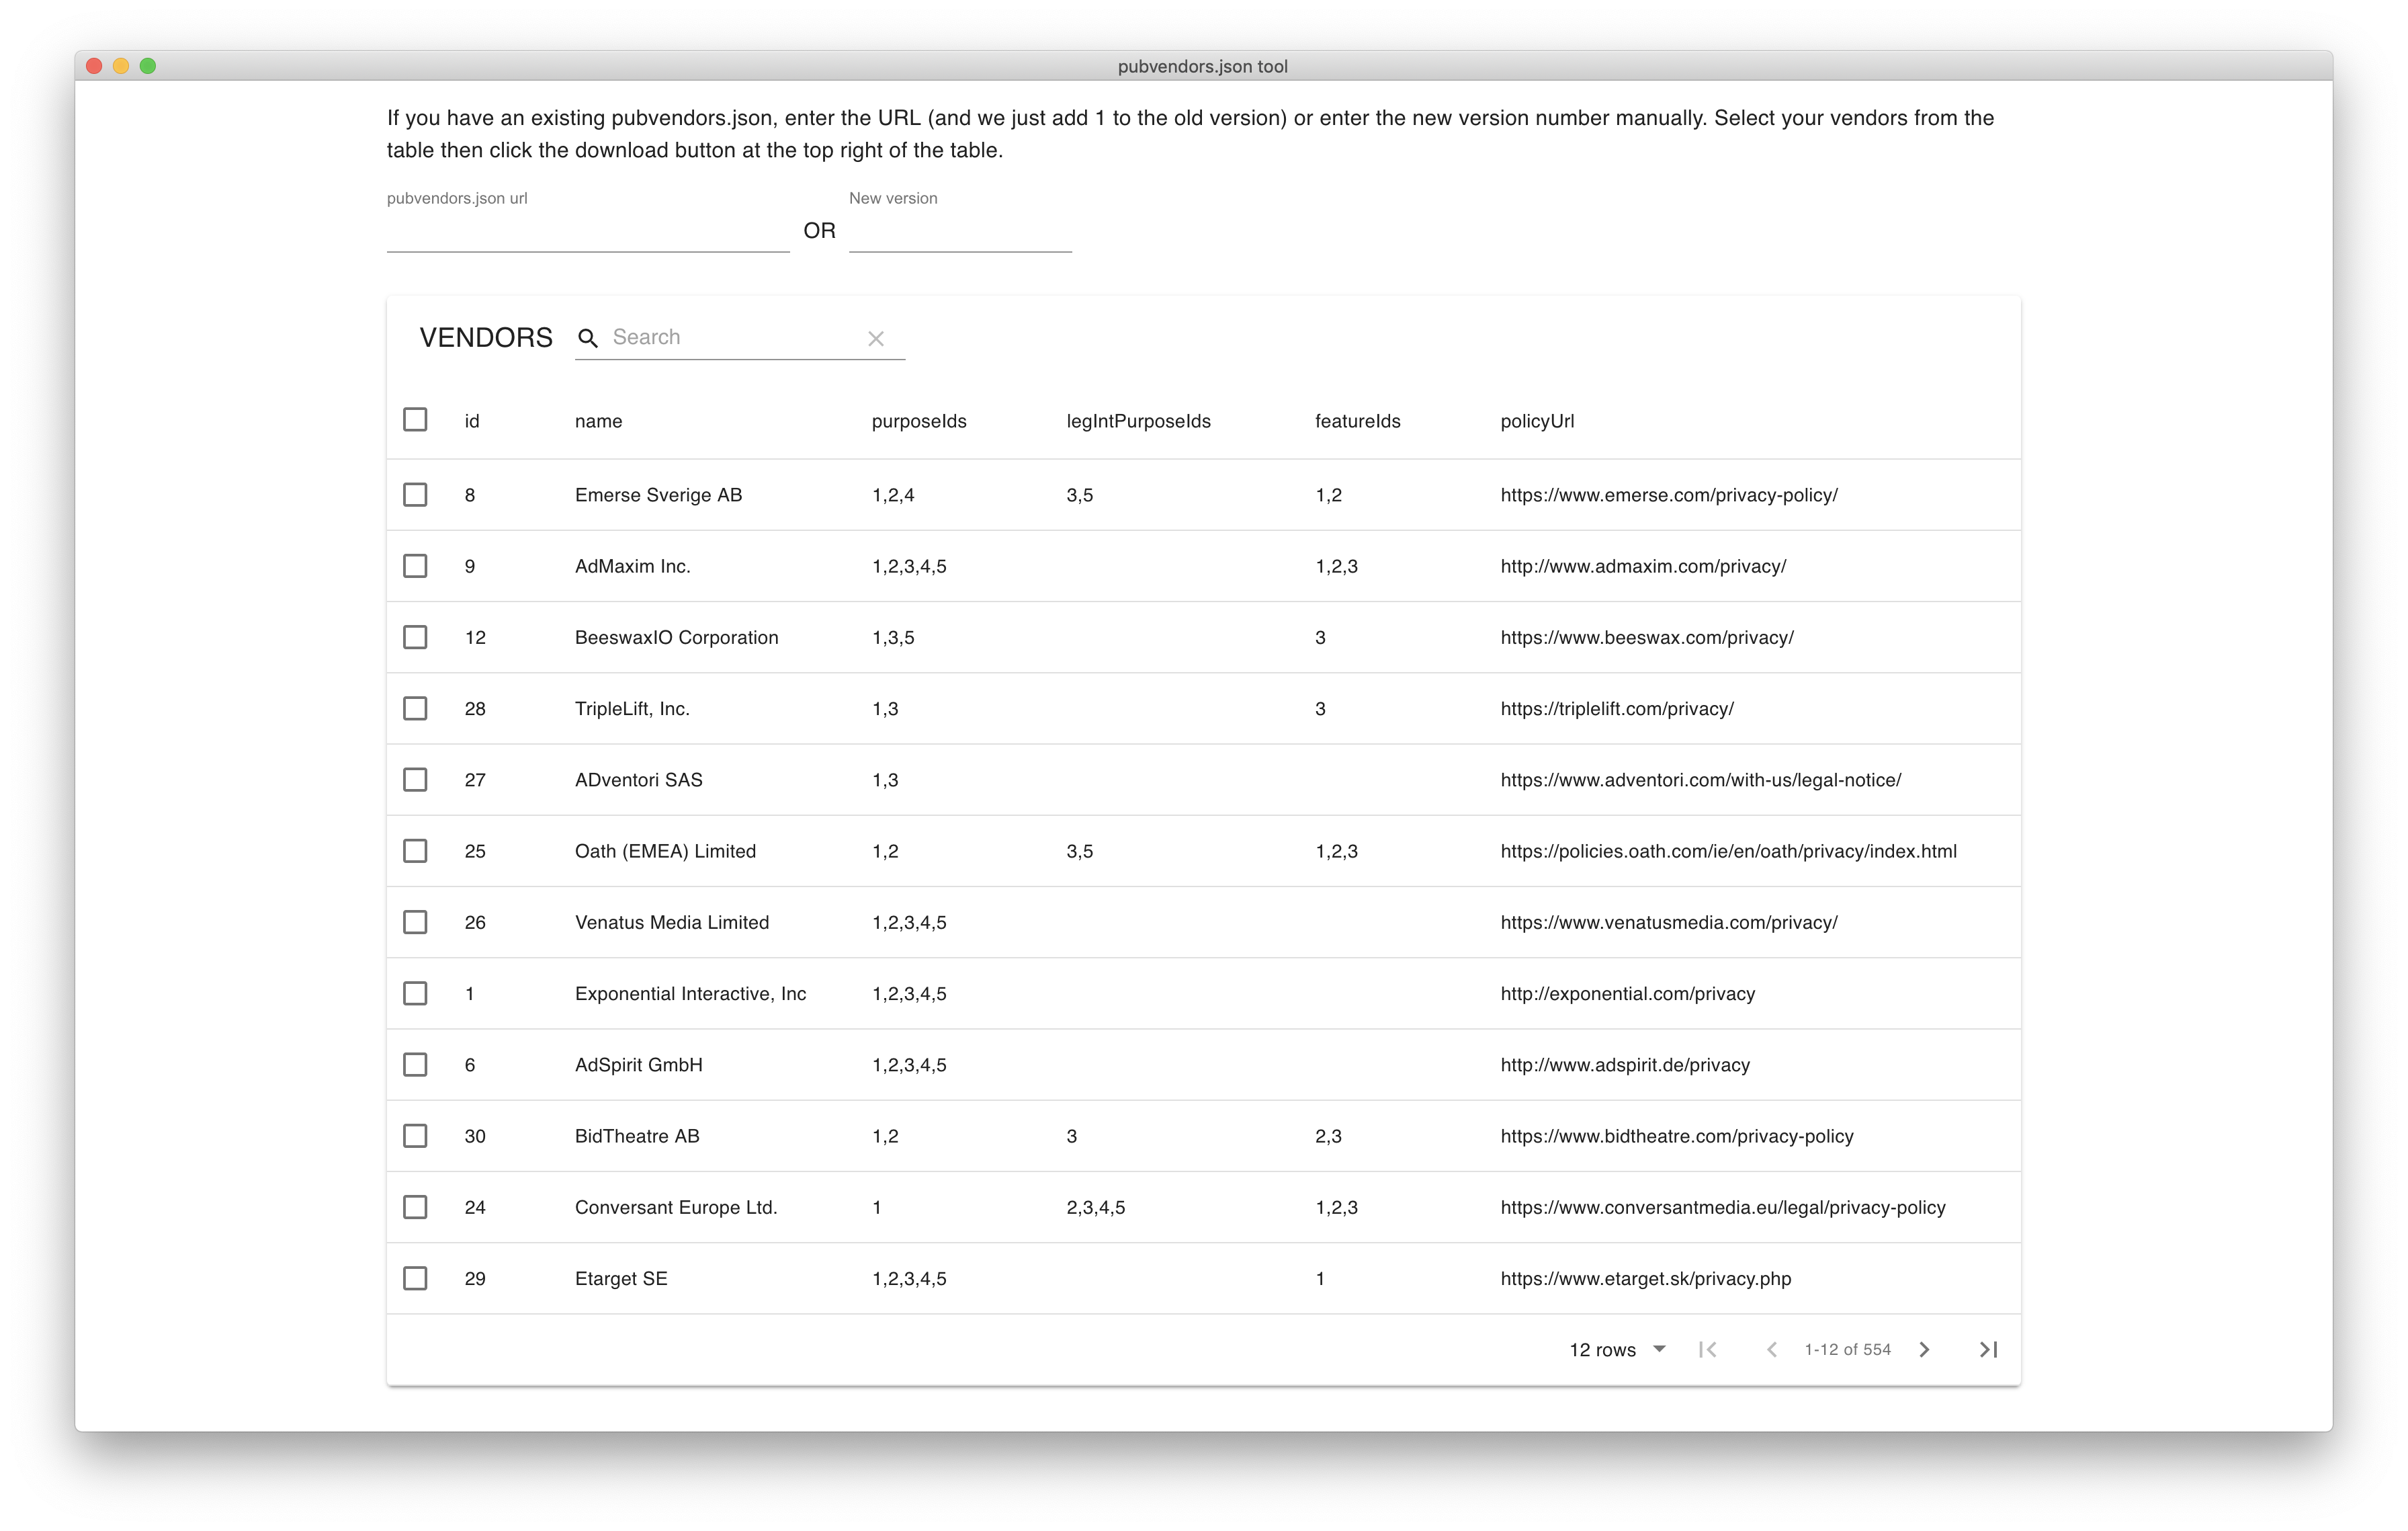 pubvendors.json tool
If you have an existing pubvendors.json, enter the URL (and we just add 1 to the old version) or enter the new version number manually. Select your vendors from the
table then click the download button at the top right of the table.
pubvendors.json url New version
OR
VENDORS Search
id name purposeIds legIntPurposeIds featureIds policyUrl
8 Emerse Sverige AB 1,2,4 3,5 1,2 https://www.emerse.com/privacy-policy/
9 AdMaxim Inc. 1,2,3,4,5 1,2,3 http://www.admaxim.com/privacy/
12 BeeswaxIO Corporation 1,3,5 3 https://www.beeswax.com/privacy/
28 TripleLift, Inc. 1,3 3 https://triplelift.com/privacy/
27 ADventori SAS 1,3 https://www.adventori.com/with-us/legal-notice/
25 Oath (EMEA) Limited 1,2 3,5 1,2,3 https://policies.oath.com/ie/en/oath/privacy/index.html
26 Venatus Media Limited 1,2,3,4,5 https://www.venatusmedia.com/privacy/
1 Exponential Interactive, Inc 1,2,3,4,5 http://exponential.com/privacy
6 AdSpirit GmbH 1,2,3,4,5 http://www.adspirit.de/privacy
30 BidTheatre AB 1,2 3 2,3 https://www.bidtheatre.com/privacy-policy
24 Conversant Europe Ltd. 1 2,3,4,5 1,2,3 https://www.conversantmedia.eu/legal/privacy-policy
29 Etarget SE 1,2,3,4,5 1 https://www.etarget.sk/privacy.php
12 rows 1-12 of 554